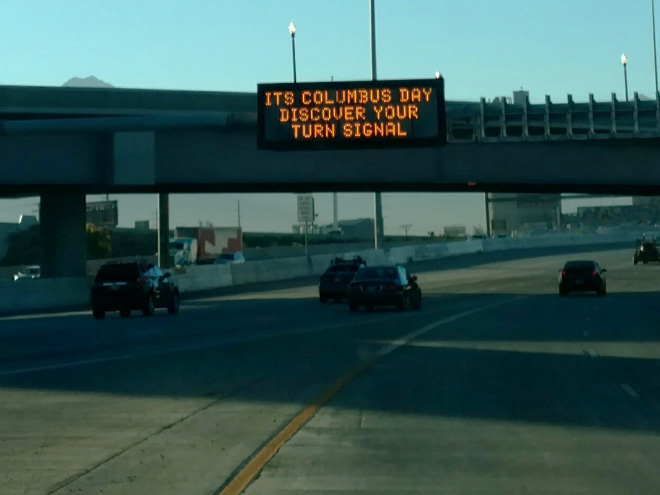 ITS COLUMBUS DAY
DISCOVER YOUR
TURN SIGNAL